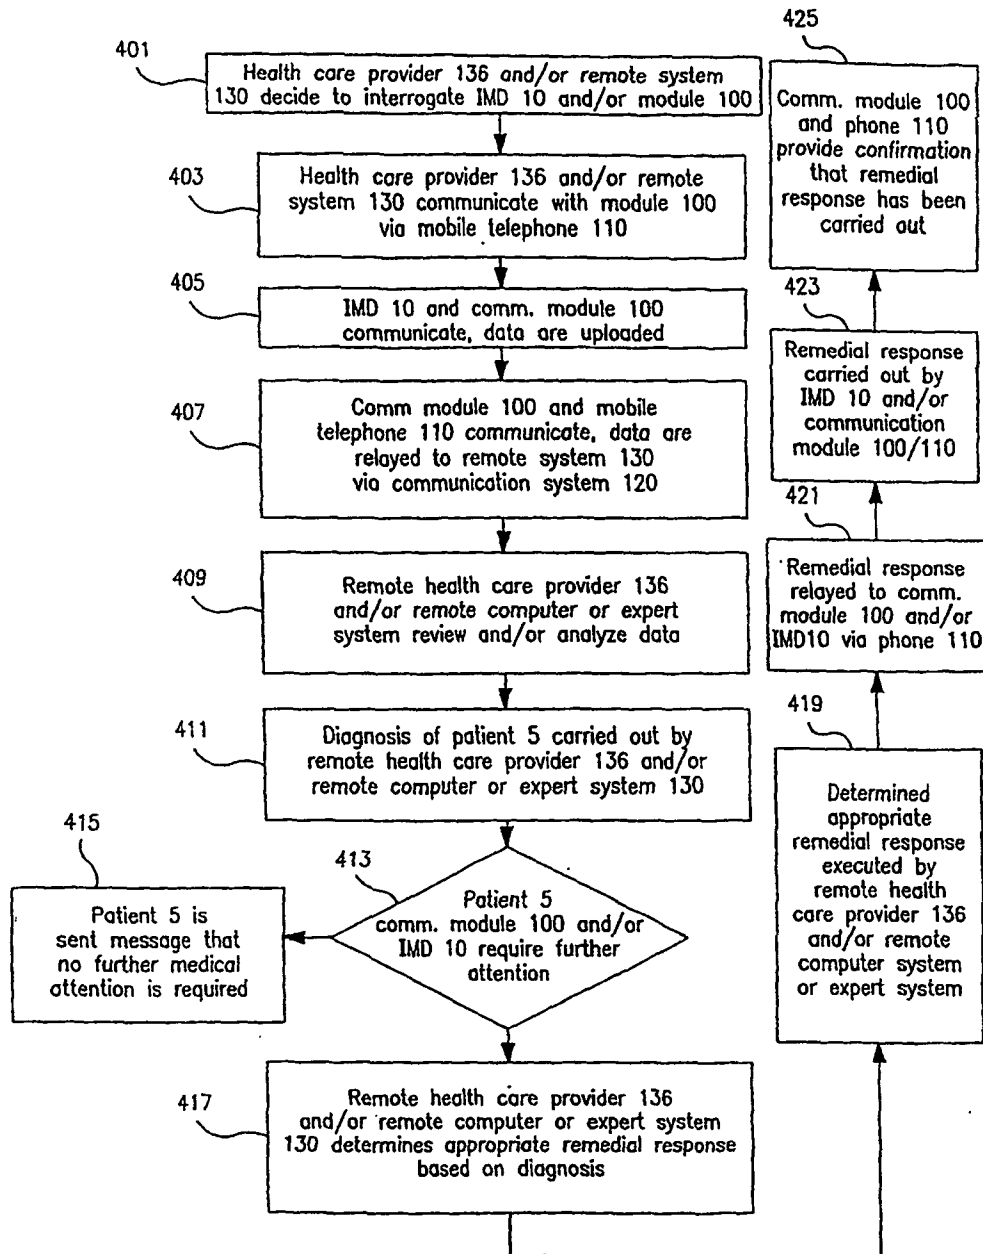 401
Health care provider 136 and/or remote system
130 decide to interrogate IMD 10 and/or module 100
403
Health care provider 136 and/or remote
system 130 communicate with module 100
via mobile telephone 110
405
IMD 10 and comm. module 100
communicate, data are uploaded
407
Comm module 100 and mobile
telephone 110 communicate, data are
relayed to remote system 130
via communication system 120
409
Remote health care provider 136
and/or remote computer or expert
system review and/or analyze data
411
Diagnosis of patient 5 carried out by
remote health care provider 136 and/or
remote computer or expert system 130
413
Patient 5
comm. module 100 and/or
IMD 10 require further
attention
415
Patient 5 is
sent message that
no further medical
attention is required
417
Remote health care provider 136
and/or remote computer or expert system
130 determines appropriate remedial response
based on diagnosis
419
Determined
appropriate
remedial response
executed by
remote health
care provider 136
and/or remote
computer system
or expert system
421
Remedial response
relayed to comm.
module 100 and/or
IMD10 via phone 110
423
Remedial response
carried out by
IMD 10 and/or
communication
module 100/110
425
Comm. module 100
and phone 110
provide confirmation
that remedial
response has been
carried out